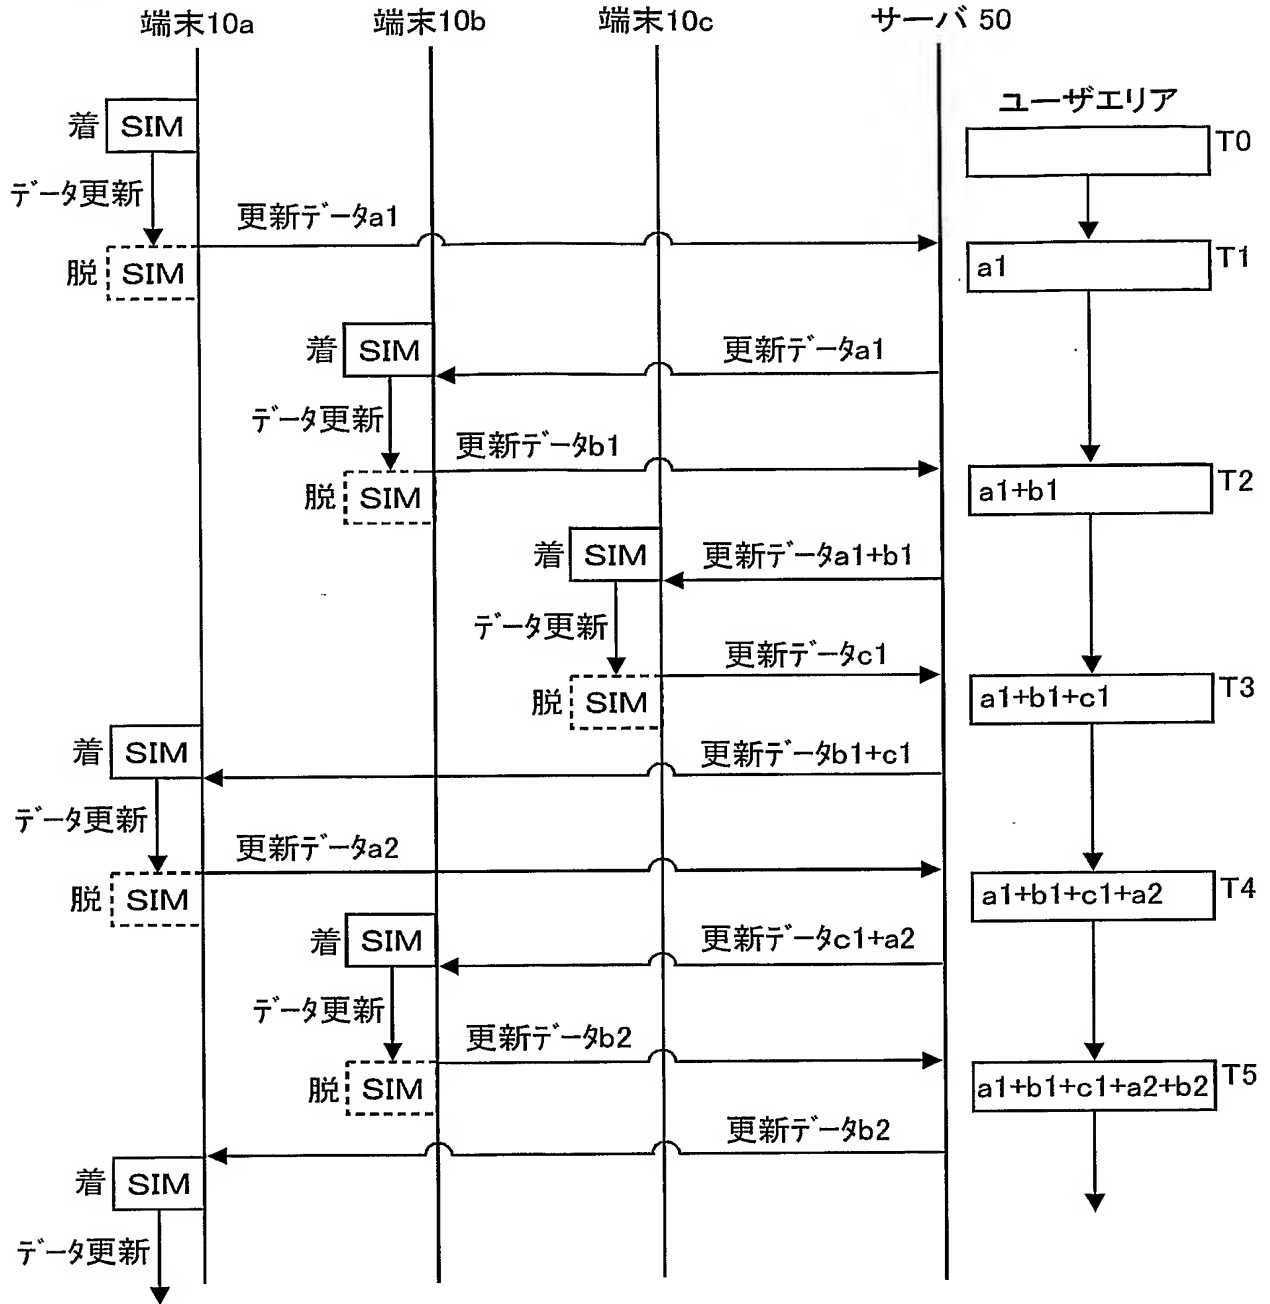 端末10a 端末10b 端末10c サーバ 50
ユーザエリア
着 SIM
T0
データ更新
更新データa1
脱 SIM
a1 T1
着 SIM 更新データa1
データ更新
更新データb1
脱 SIM
a1+b1 T2
着 SIM 更新データa1+b1
データ更新
更新データc1
脱 SIM
a1+b1+c1 T3
着 SIM 更新データb1+c1
データ更新
更新データa2
脱 SIM
a1+b1+c1+a2 T4
着 SIM 更新データc1+a2
データ更新
更新データb2
脱 SIM
a1+b1+c1+a2+b2 T5
更新データb2
着 SIM
データ更新